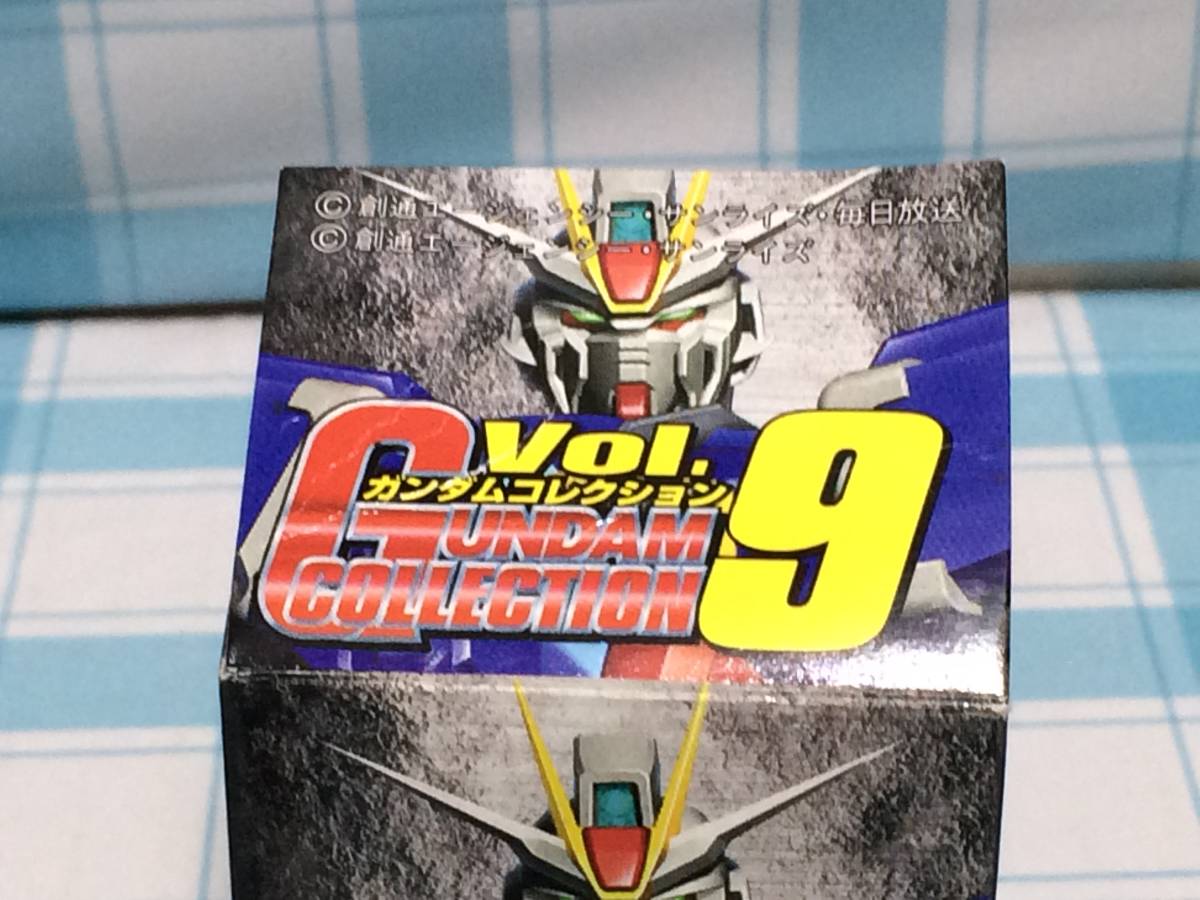 ©創通エージェンシー・サンライズ・毎日放送
©創通エージェンシー・サンライズ
Vol.9
ガンダムコレクション
GUNDAM
COLLECTION